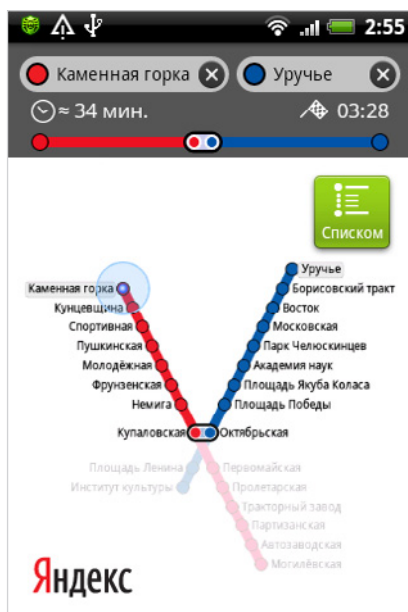 2:55
Каменная горка
Уручье
≈ 34 мин.
03:28
Списком
Уручье
Каменная горка
Борисовский тракт
Кунцевщина
Восток
Спортивная
Московская
Пушкинская
Парк Челюскинцев
Молодёжная
Академия наук
Фрунзенская
Площадь Якуба Коласа
Немига
Площадь Победы
Купаловская
Октябрьская
Площадь Ленина
Первомайская
Институт культуры
Пролетарская
Тракторный завод
Партизанская
Автозаводская
Могилёвская
Яндекс